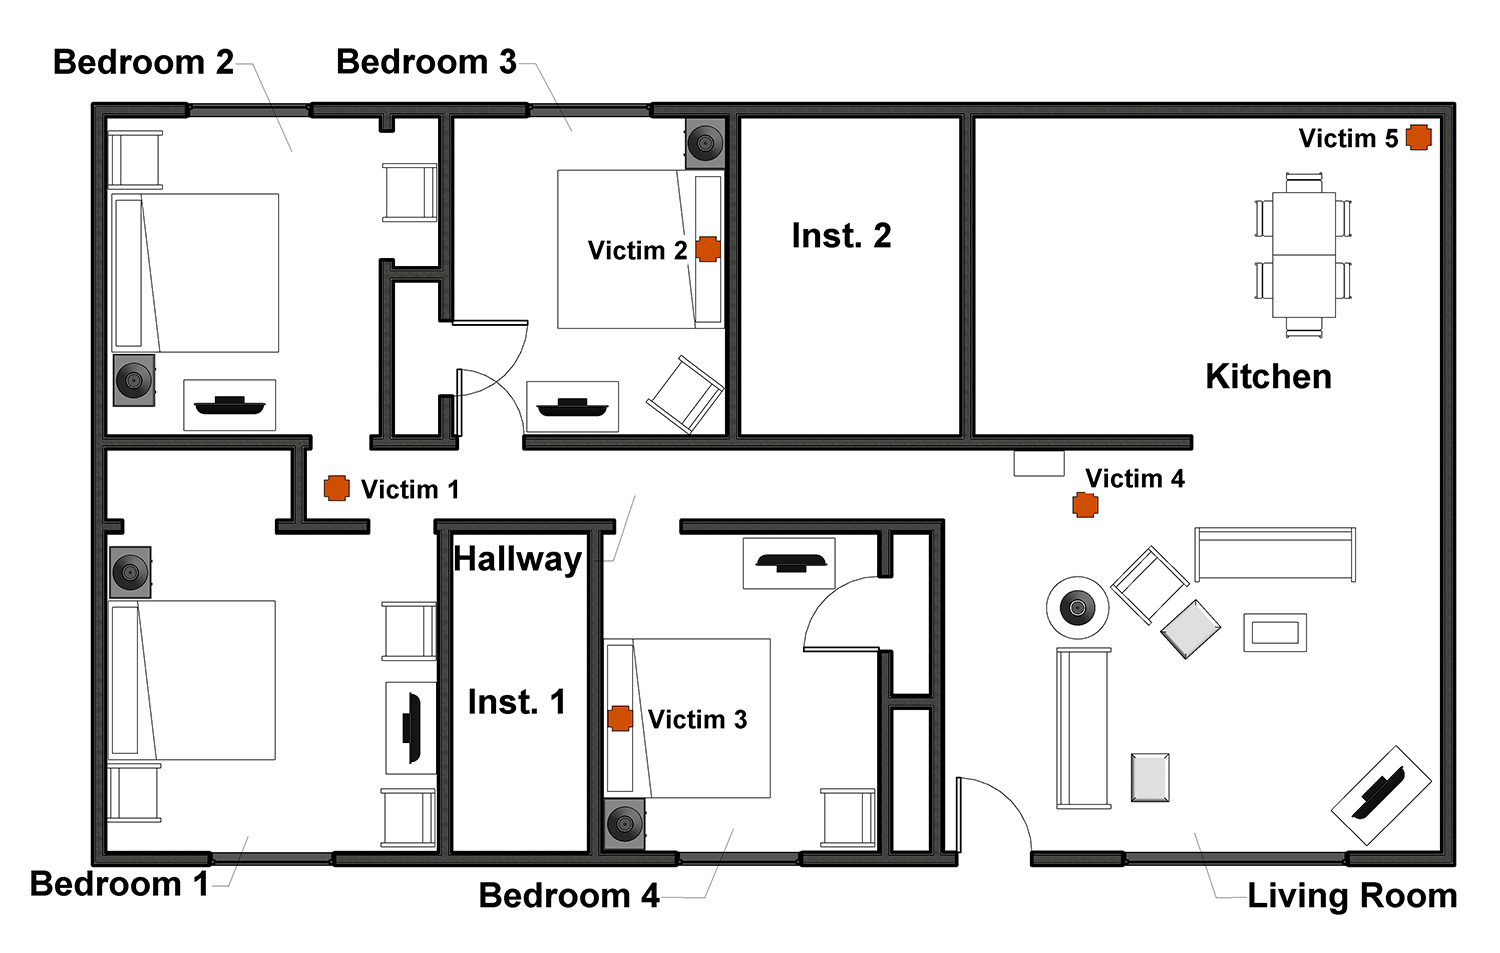 Bedroom 2
Bedroom 3
Victim 5
Victim 2
Inst. 2
Kitchen
Victim 1
Victim 4
Hallway
Inst. 1
Victim 3
Bedroom 1
Bedroom 4
Living Room